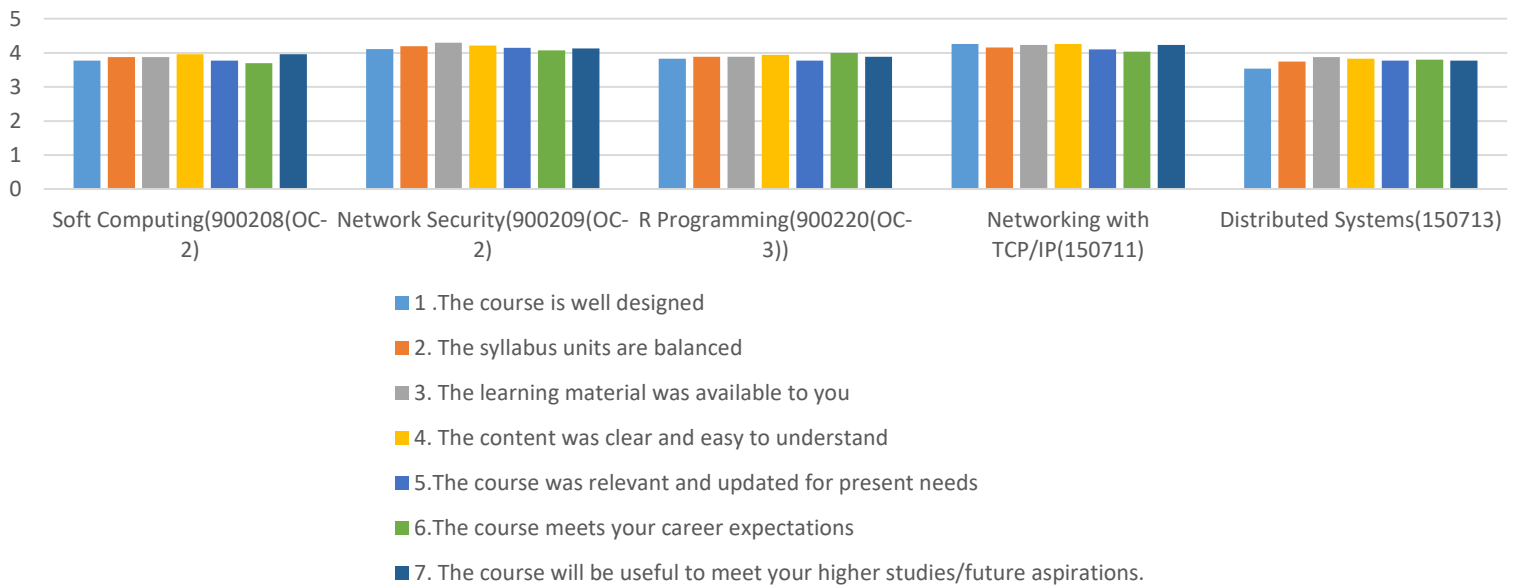 5
4
3
2
1
0
Soft Computing(900208(OC-
2)
Network Security(900209(OC-
2)
R Programming(900220(OC-
3))
Networking with
TCP/IP(150711)
Distributed Systems(150713)
1 .The course is well designed
2. The syllabus units are balanced
3. The learning material was available to you
4. The content was clear and easy to understand
5.The course was relevant and updated for present needs
6.The course meets your career expectations
7. The course will be useful to meet your higher studies/future aspirations.